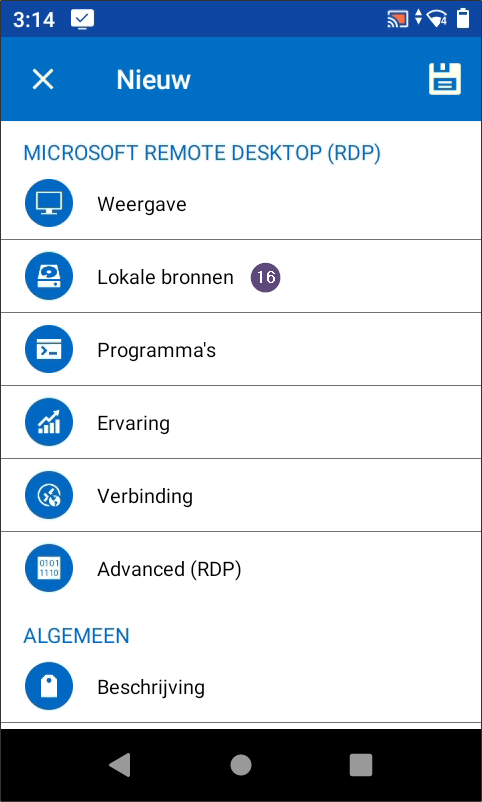 3:14
4
Nieuw
MICROSOFT REMOTE DESKTOP (RDP)
Weergave
Lokale bronnen 16
Programma's
Ervaring
Verbinding
0101
1110
Advanced (RDP)
ALGEMEEN
Beschrijving